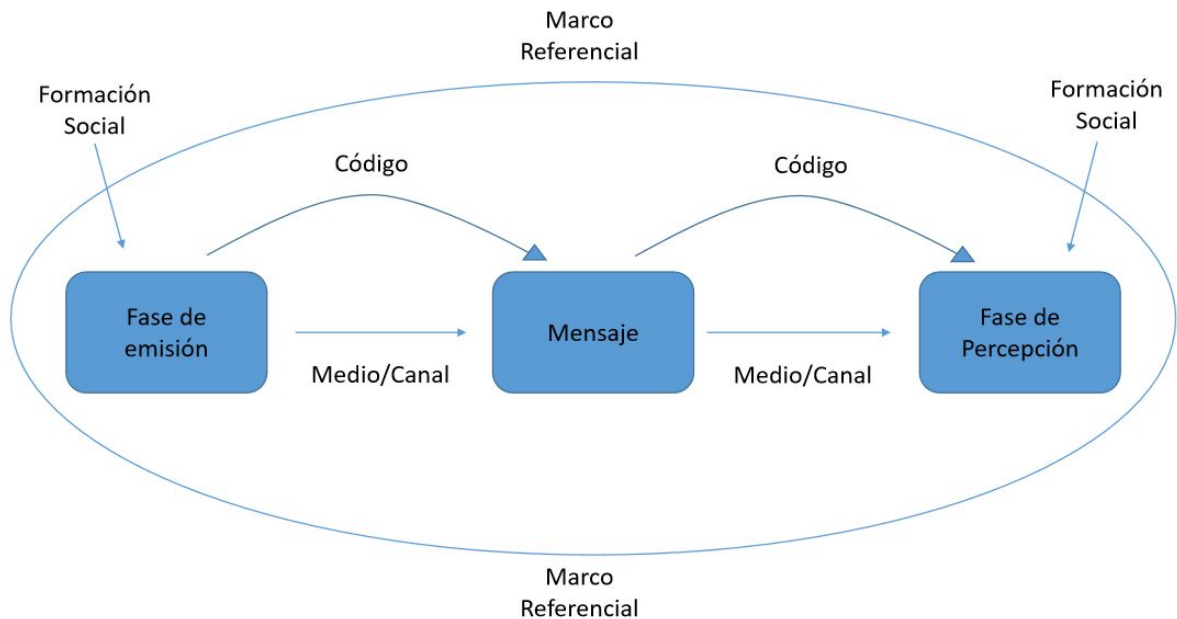 Marco
Referencial
Formación
Social
Formación
Social
Código
Código
Fase de
emisión
Mensaje
Fase de
Percepción
Medio/Canal
Medio/Canal
Marco
Referencial